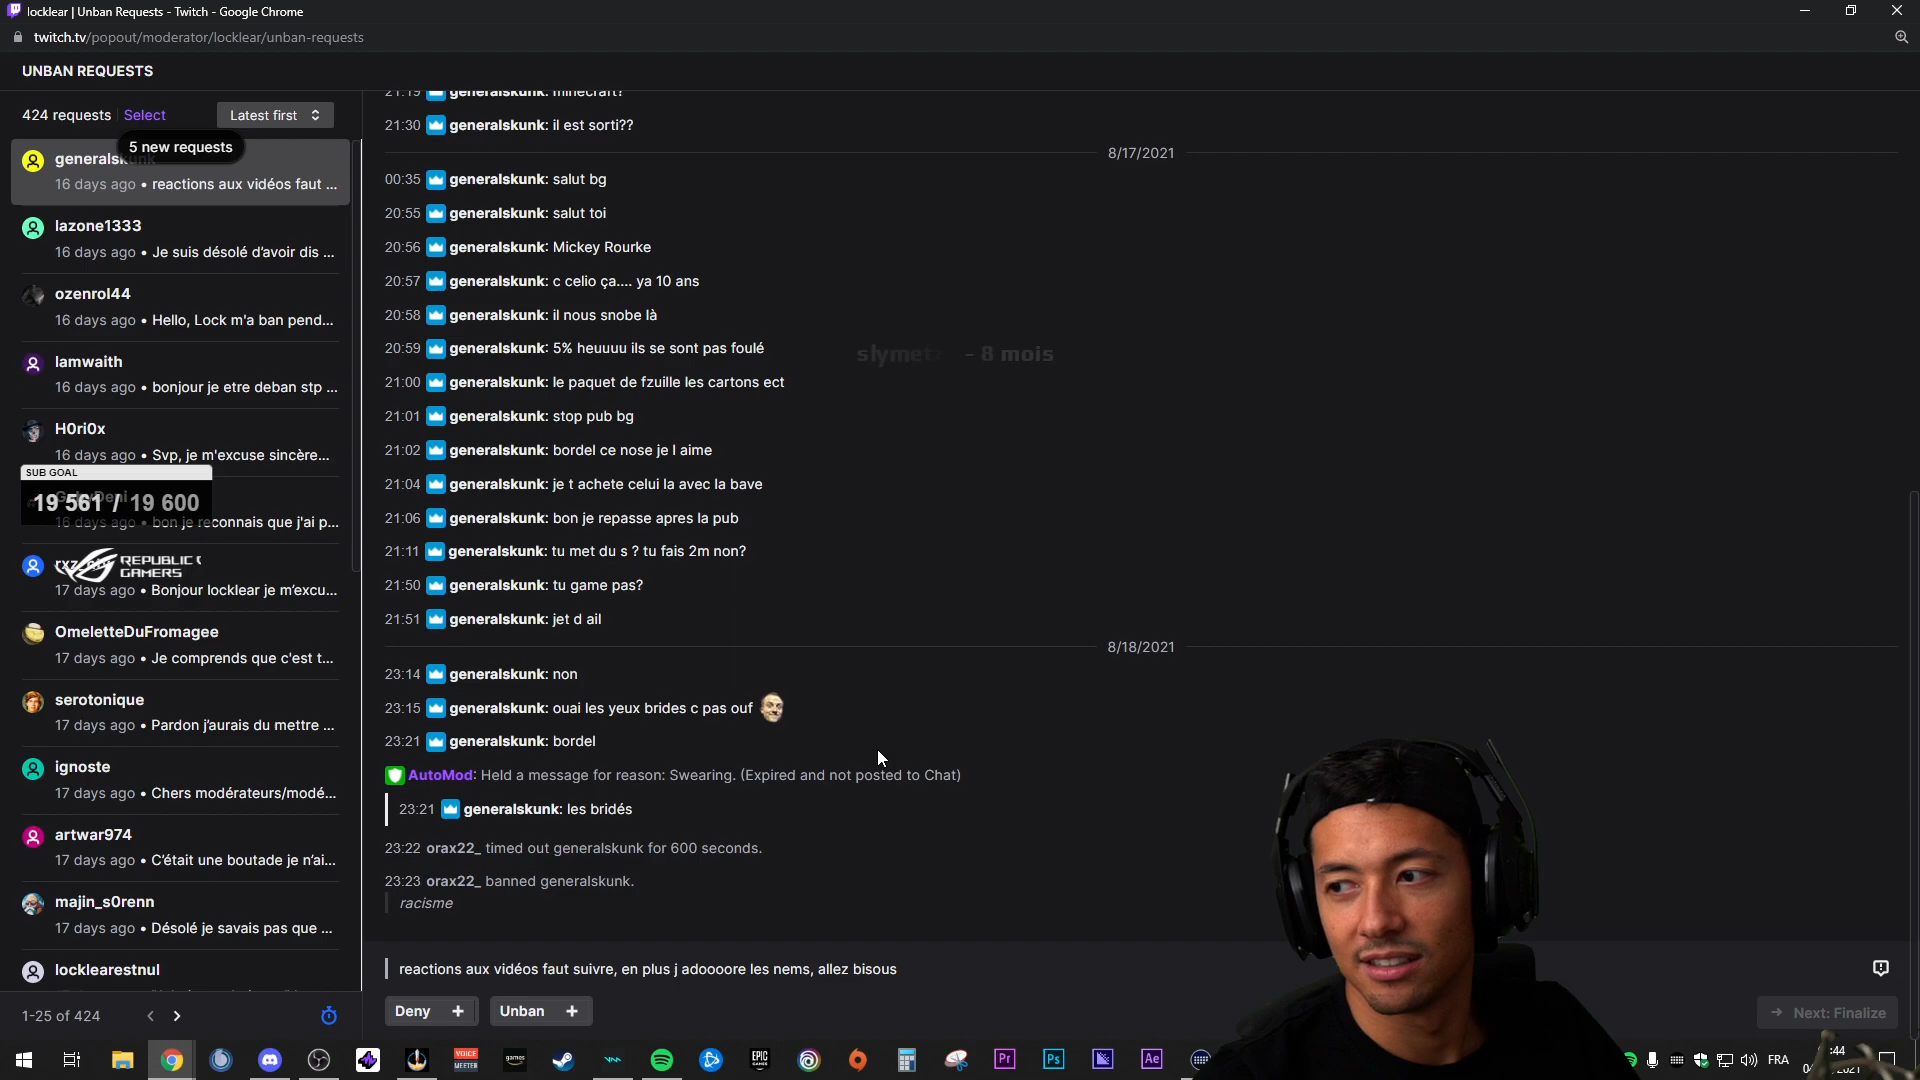 locklear | Unban Requests - Twitch - Google Chrome
twitch.tv/popout/moderator/locklear/unban-requests
UNBAN REQUESTS
424 requests
Select
Latest first
5 new requests
16 days ago • reactions aux vidéos faut ...
lazone1333
16 days ago • Je suis désolé d'avoir dis ...
ozenrol44
16 days ago • Hello, Lock m'a ban pend...
lamwaith
16 days ago • bonjour je etre deban stp ...
H0ri0x
16 days ago • Svp, je m'excuse sincère...
SUB GOAL
19 561 / 19 600
16 days ago • bon je reconnais que j'ai p...
REPUBLIC
GAMERS
17 days ago • Bonjour locklear je m'excu...
OmeletteDuFromagee
17 days ago • Je comprends que c'est t...
serotonique
17 days ago • Pardon j'aurais du mettre ...
ignoste
17 days ago • Chers modérateurs/modé...
artwar974
17 days ago • C'était une boutade je n'ai...
majin_s0renn
17 days ago • Désolé je savais pas que ...
locklearestnul
1-25 of 424
21:19 generalskunk: minecraft?
21:30 generalskunk: il est sorti??
8/17/2021
00:35 generalskunk: salut bg
20:55 generalskunk: salut toi
20:56 generalskunk: Mickey Rourke
20:57 generalskunk: c celio ça.... ya 10 ans
20:58 generalskunk: il nous snobe là
20:59 generalskunk: 5% heuuuu ils se sont pas foulé
- 8 mois
21:00 generalskunk: le paquet de fzuille les cartons ect
21:01 generalskunk: stop pub bg
21:02 generalskunk: bordel ce nose je l aime
21:04 generalskunk: je t achete celui la avec la bave
21:06 generalskunk: bon je repasse apres la pub
21:11 generalskunk: tu met du s ? tu fais 2m non?
21:50 generalskunk: tu game pas?
21:51 generalskunk: jet d ail
8/18/2021
23:14 generalskunk: non
23:15 generalskunk: ouai les yeux brides c pas ouf
23:21 generalskunk: bordel
AutoMod: Held a message for reason: Swearing. (Expired and not posted to Chat)
23:21 generalskunk: les bridés
23:22 orax22_ timed out generalskunk for 600 seconds.
23:23 orax22_ banned generalskunk.
racisme
reactions aux vidéos faut suivre, en plus j adoooore les nems, allez bisous
Deny +
Unban +
Next: Finalize
VOICE MEETER
games
EPIC GAMES
Pr
Ps
Ae
FRA